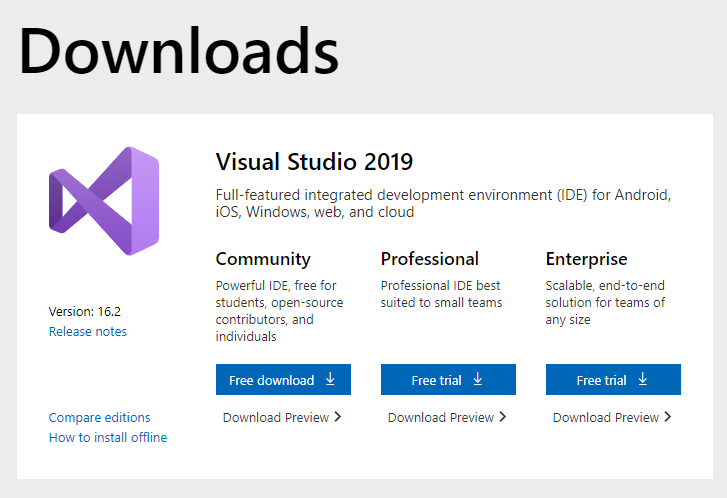 Downloads
Visual Studio 2019
Full-featured integrated development environment (IDE) for Android,
iOS, Windows, web, and cloud
Version: 16.2
Release notes
Compare editions
How to install offline
Community
Powerful IDE, free for
students, open-source
contributors, and
individuals
Free download
Download Preview
Professional
Professional IDE best
suited to small teams
Free trial
Download Preview
Enterprise
Scalable, end-to-end
solution for teams of
any size
Free trial
Download Preview